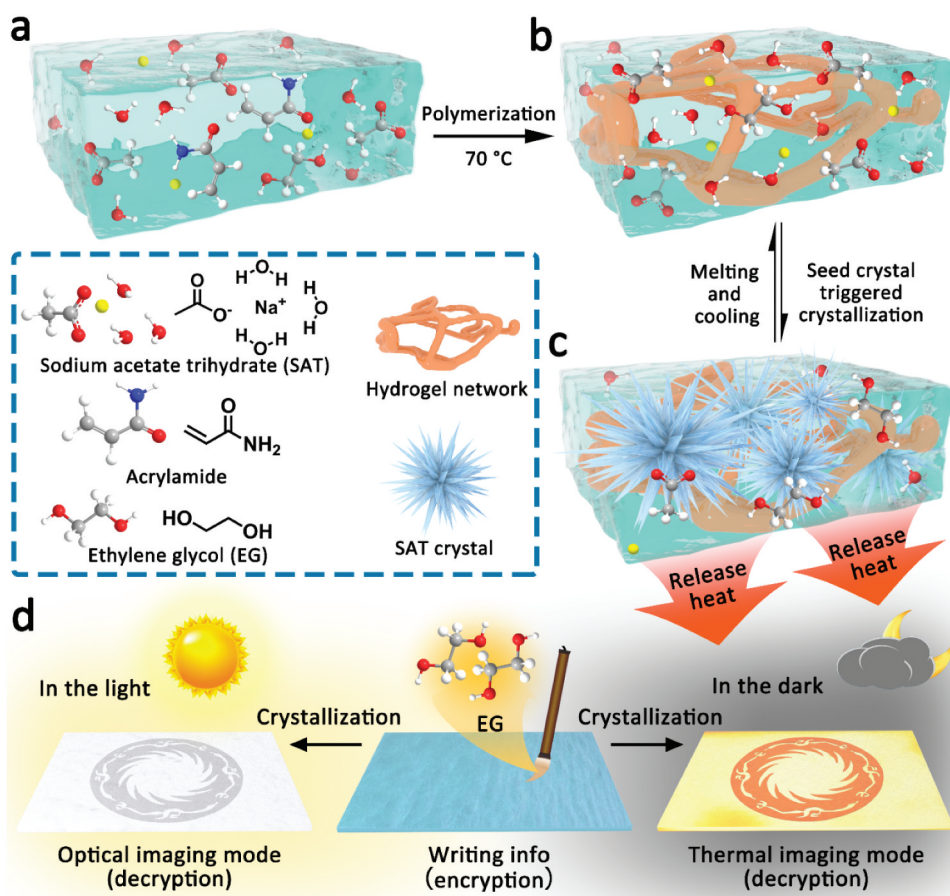 a
Polymerization
70 °C
b
Melting
and
cooling
Seed crystal
triggered
crystallization
O
O-
H O H
H O H
Na+
H
O
H
H O H
Sodium acetate trihydrate (SAT)
O
NH2
Acrylamide
HO
OH
Ethylene glycol (EG)
Hydrogel network
SAT crystal
c
Release
heat
Release
heat
d
In the light
Crystallization
EG
Crystallization
In the dark
Optical imaging mode
(decryption)
Writing info
(encryption)
Thermal imaging mode
(decryption)